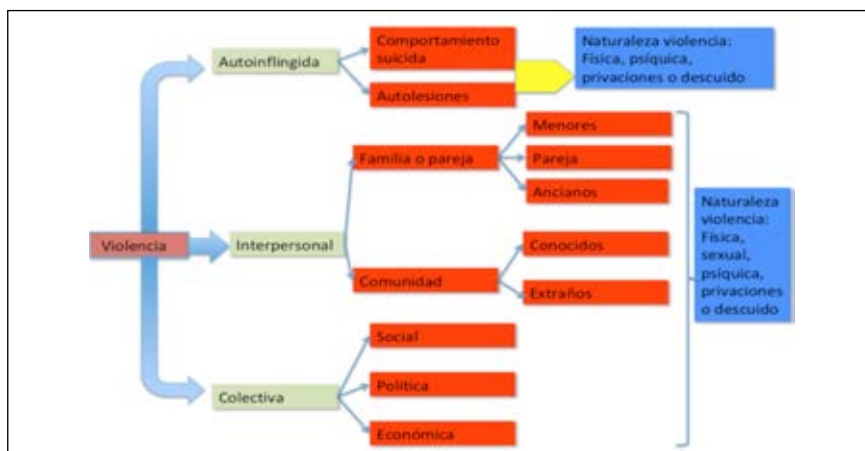 Autoinflingida
Comportamiento
suicida
Autolesiones
Naturaleza violencia:
Física, psíquica,
privaciones o descuido
Violencia
Interpersonal
Familia o pareja
Menores
Pareja
Ancianos
Comunidad
Conocidos
Extraños
Naturaleza
violencia:
Física,
sexual,
psíquica,
privaciones
o descuido
Colectiva
Social
Política
Económica